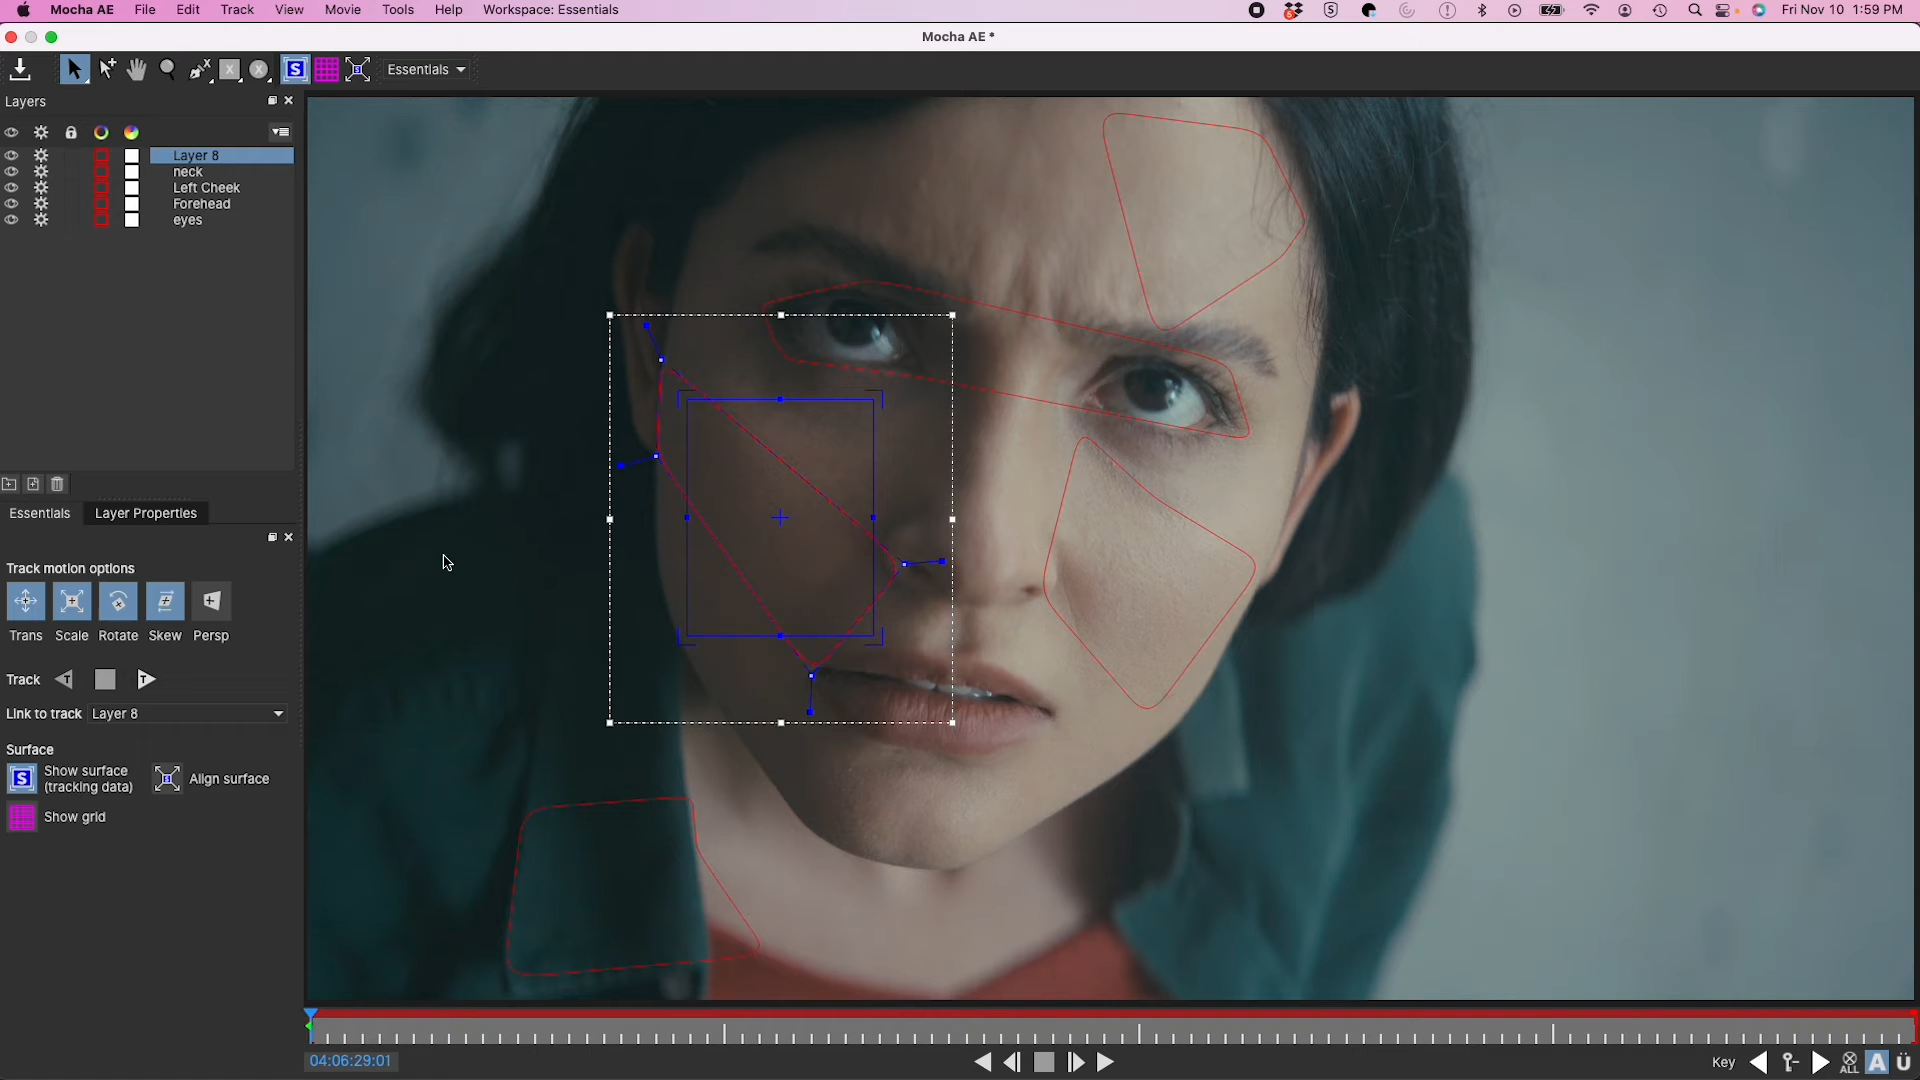 Mocha AE File Edit Track View Movie Tools Help Workspace: Essentials Fri Nov 10 1:59 PM
Mocha AE *
Essentials
Layers
Layer 8
neck
Left Cheek
Forehead
eyes
Essentials Layer Properties
Track motion options
Trans Scale Rotate Skew Persp
Track
Link to track Layer 8
Surface
Show surface
(tracking data)
Align surface
Show grid
04:06:29:01
Key
ALL
A
Ü